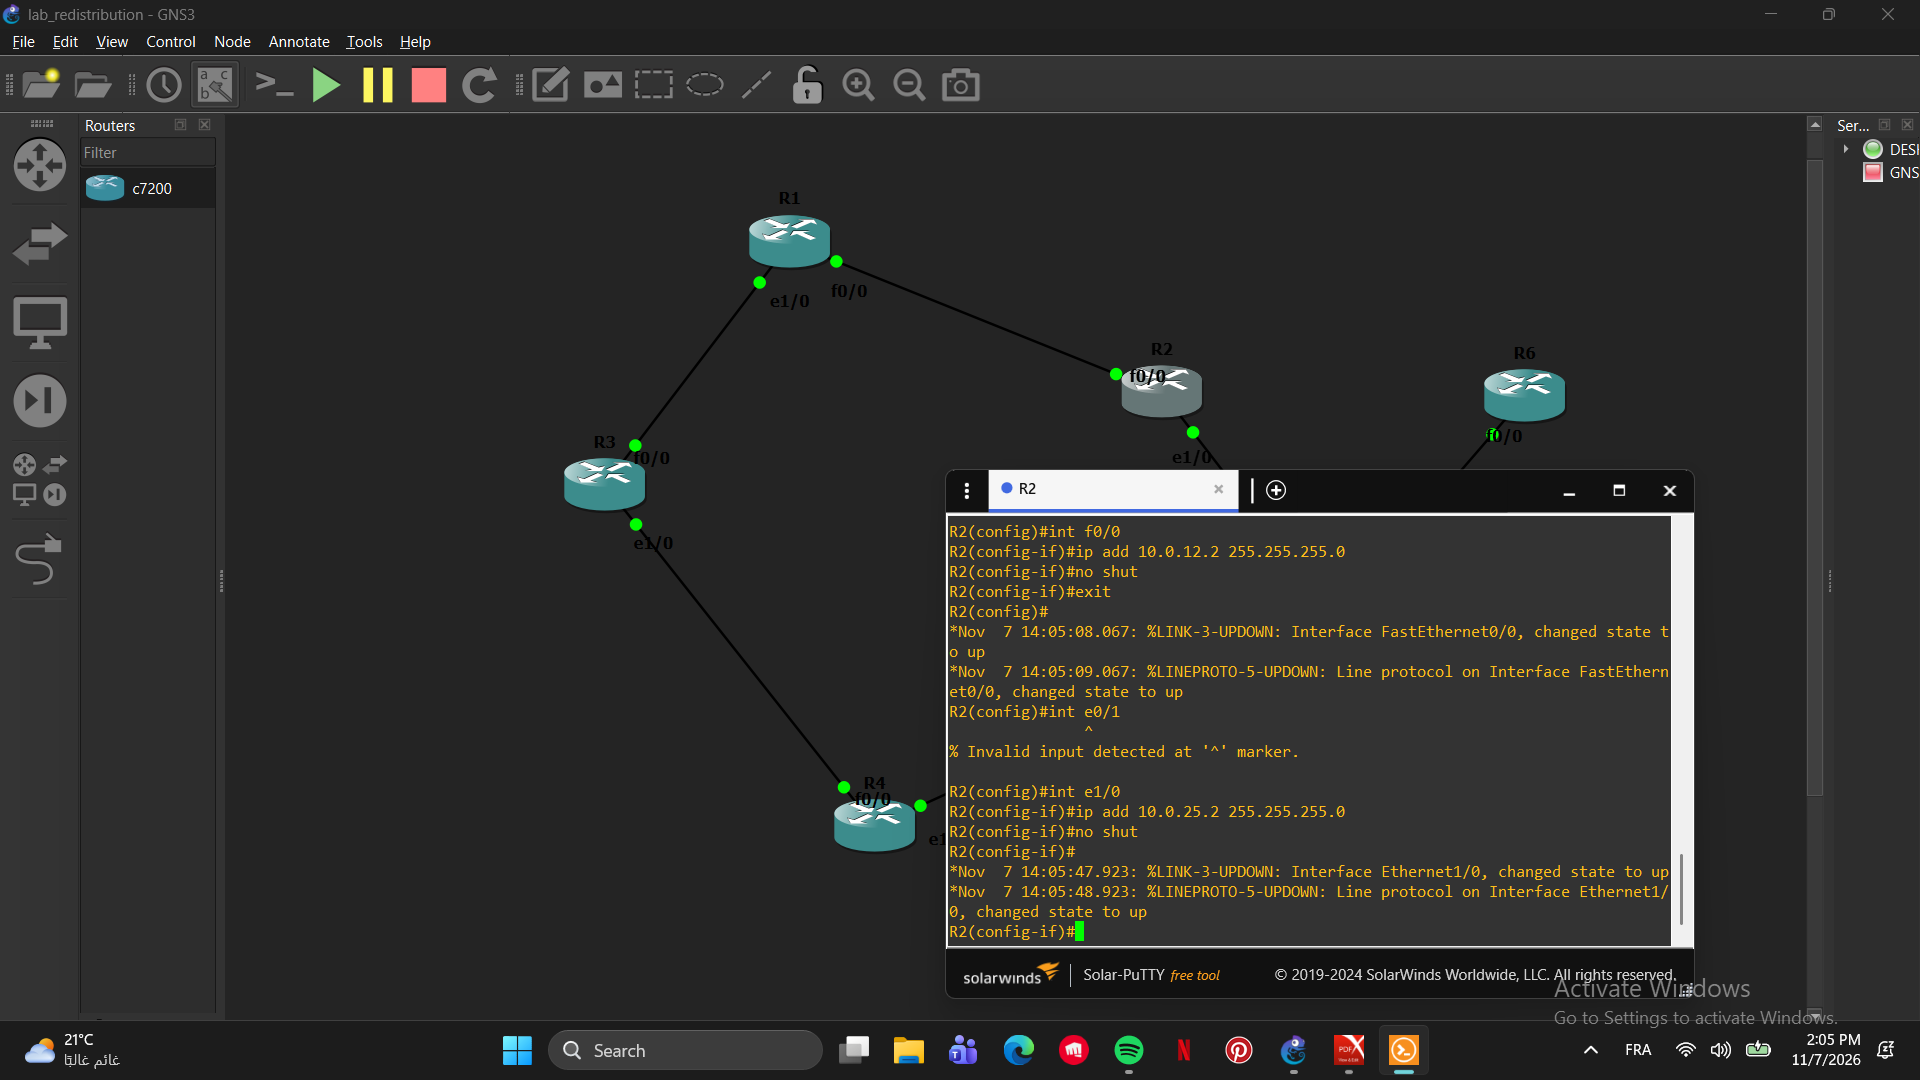 lab_redistribution - GNS3
File Edit View Control Node Annotate Tools Help
a c
b
Routers
Filter
c7200
Ser...
DESH
GNS
R1
e1/0
f0/0
R2
f0/0
e1/0
R6
f0/0
R3
f0/0
e1/0
R4
f0/0
e1
R2
R2(config)#int f0/0
R2(config-if)#ip add 10.0.12.2 255.255.255.0
R2(config-if)#no shut
R2(config-if)#exit
R2(config)#
*Nov  7 14:05:08.067: %LINK-3-UPDOWN: Interface FastEthernet0/0, changed state t
o up
*Nov  7 14:05:09.067: %LINEPROTO-5-UPDOWN: Line protocol on Interface FastEthern
et0/0, changed state to up
R2(config)#int e0/1
^
% Invalid input detected at '^' marker.
R2(config)#int e1/0
R2(config-if)#ip add 10.0.25.2 255.255.255.0
R2(config-if)#no shut
R2(config-if)#
*Nov  7 14:05:47.923: %LINK-3-UPDOWN: Interface Ethernet1/0, changed state to up
*Nov  7 14:05:48.923: %LINEPROTO-5-UPDOWN: Line protocol on Interface Ethernet1/
0, changed state to up
R2(config-if)#
solarwinds | Solar-PuTTY free tool © 2019-2024 SolarWinds Worldwide, LLC. All rights reserved.
Activate Windows
Go to Settings to activate Windows.
21°C
غائم غالبًا
Search
PDF
FRA
2:05 PM
11/7/2026